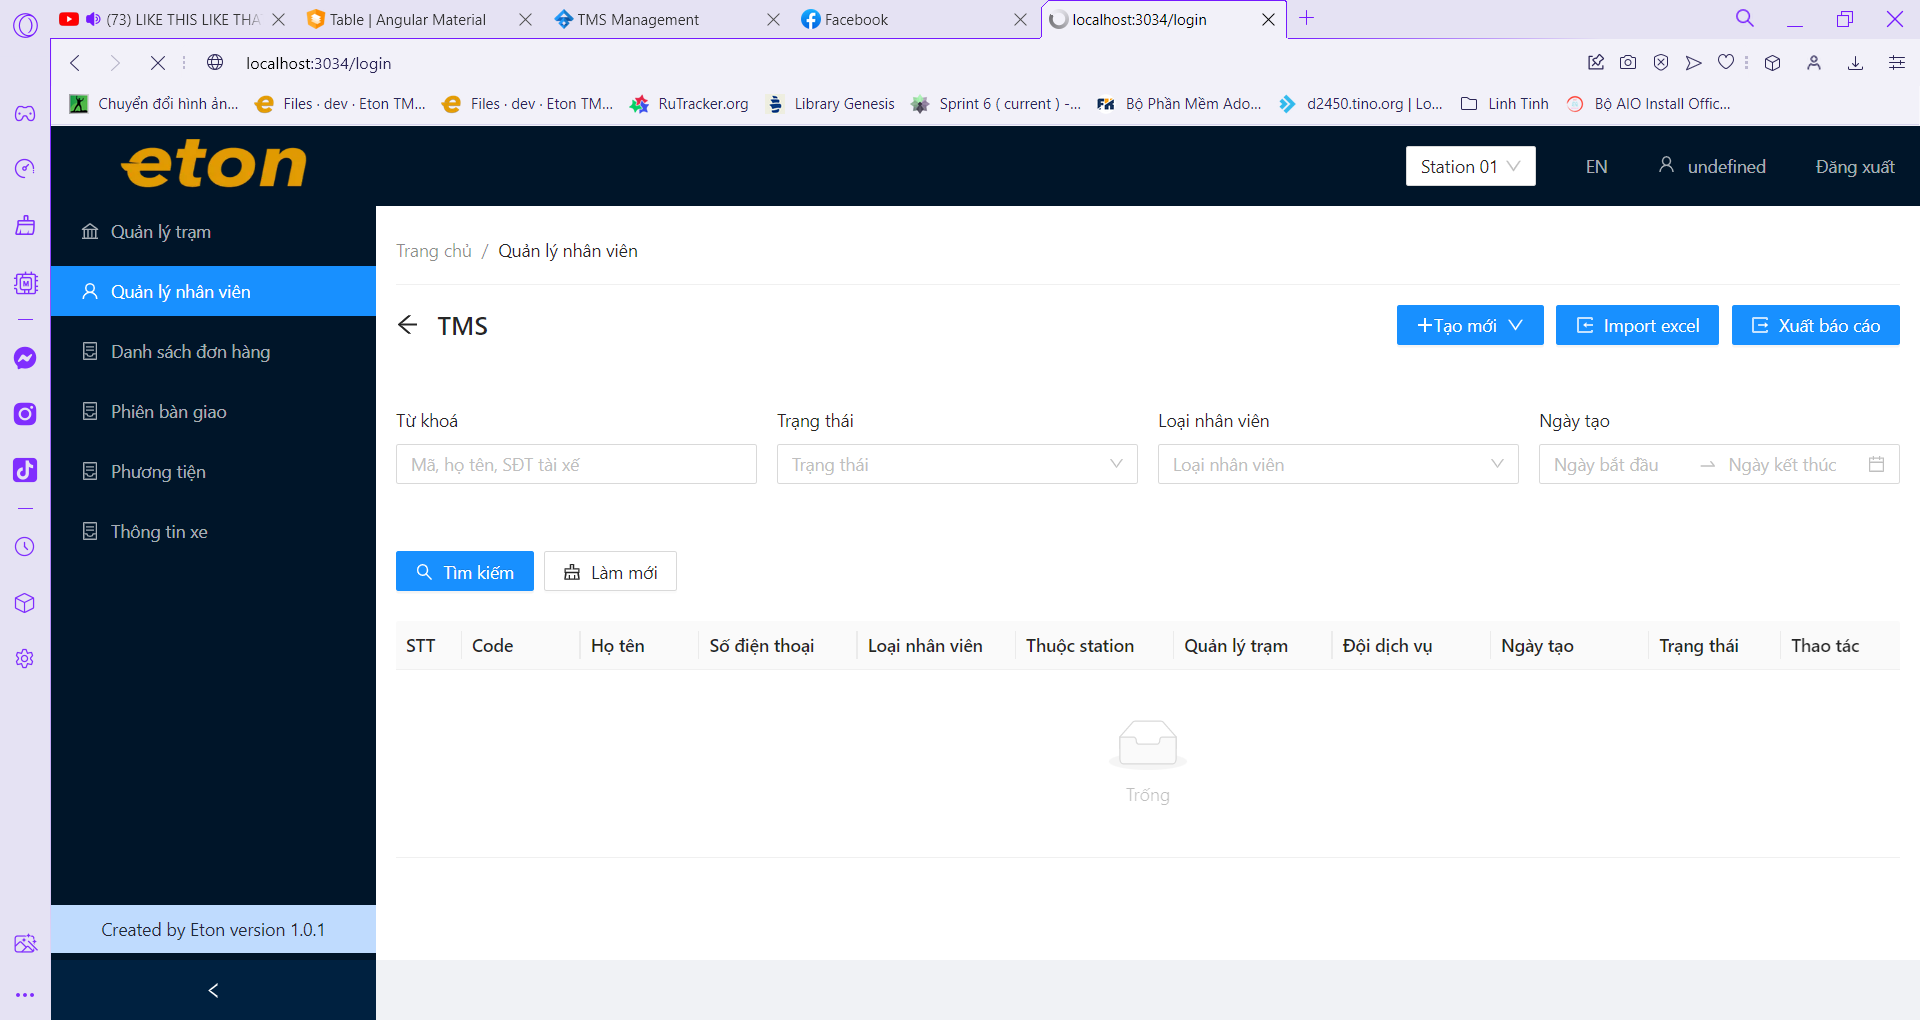 (73) LIKE THIS LIKE THA
Table | Angular Material
TMS Management
Facebook
localhost:3034/login
localhost:3034/login
Chuyển đổi hình ản...
Files · dev · Eton TM...
Files · dev · Eton TM...
RuTracker.org
Library Genesis
Sprint 6 ( current ) -...
Bộ Phần Mềm Ado...
d2450.tino.org | Lo...
Linh Tinh
Bộ AIO Install Offic...
eton
Station 01
EN
undefined
Đăng xuất
Quản lý trạm
Quản lý nhân viên
Danh sách đơn hàng
Phiên bàn giao
Phương tiện
Thông tin xe
Created by Eton version 1.0.1
Trang chủ / Quản lý nhân viên
TMS
+Tạo mới
Import excel
Xuất báo cáo
Từ khoá
Trạng thái
Loại nhân viên
Ngày tạo
Mã, họ tên, SĐT tài xế
Trạng thái
Loại nhân viên
Ngày bắt đầu
Ngày kết thúc
Tìm kiếm
Làm mới
STT
Code
Họ tên
Số điện thoại
Loại nhân viên
Thuộc station
Quản lý trạm
Đội dịch vụ
Ngày tạo
Trạng thái
Thao tác
Trống